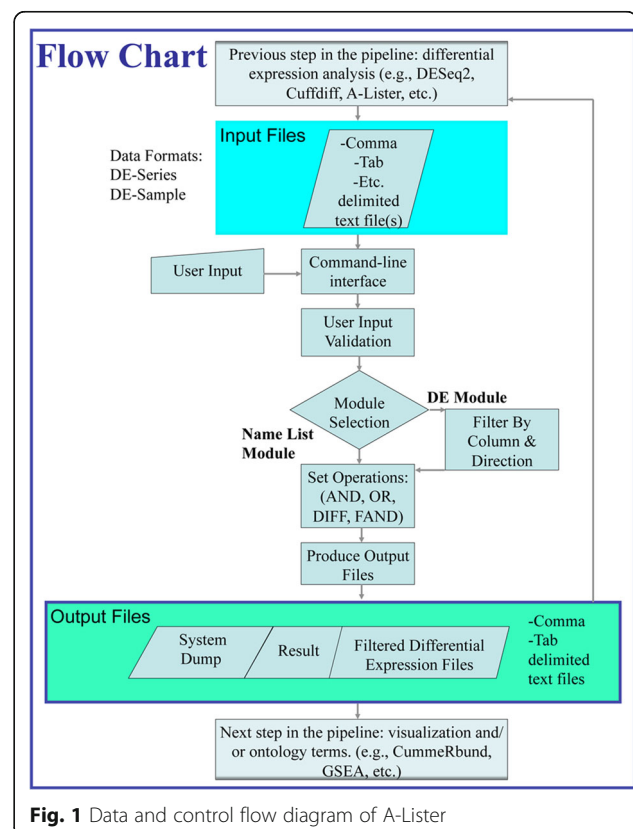 Flow Chart
Previous step in the pipeline: differential
expression analysis (e.g., DESeq2,
Cuffdiff, A-Lister, etc.)
Input Files
Data Formats:
DE-Series
DE-Sample
-Comma
-Tab
-Etc.
delimited
text file(s)
User Input
Command-line
interface
User Input
Validation
Module
Selection
DE Module
Name List
Module
Filter By
Column &
Direction
Set Operations:
(AND, OR,
DIFF, FAND)
Produce Output
Files
Output Files
System
Dump
Result
Filtered Differential
Expression Files
-Comma
-Tab
delimited
text files
Next step in the pipeline: visualization and/
or ontology terms. (e.g., CummeRbund,
GSEA, etc.)
Fig. 1 Data and control flow diagram of A-Lister